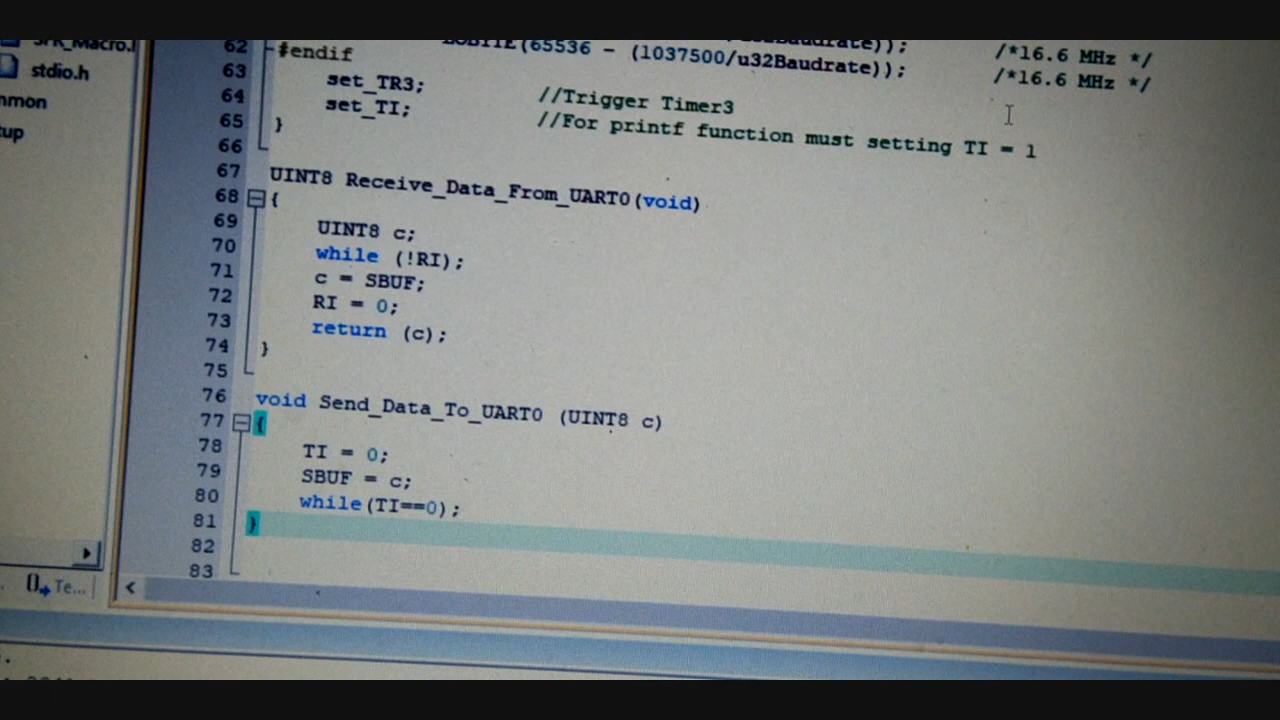 stdio.h
mmon
tup
62
63
64
65
66
67
68
69
70
71
72
73
74
75
76
77
78
79
80
81
82
83
(65536 - (1037500/u32Baudrate)); /*16.6 MHz */
/*16.6 MHz */
#endif
set_TR3; //Trigger Timer3
set_TI; //For printf function must setting TI = 1
}
UINT8 Receive_Data_From_UART0(void)
{
UINT8 c;
while (!RI);
c = SBUF;
RI = 0;
return (c);
}
void Send_Data_To_UART0 (UINT8 c)
{
TI = 0;
SBUF = c;
while(TI==0);
}
Te...